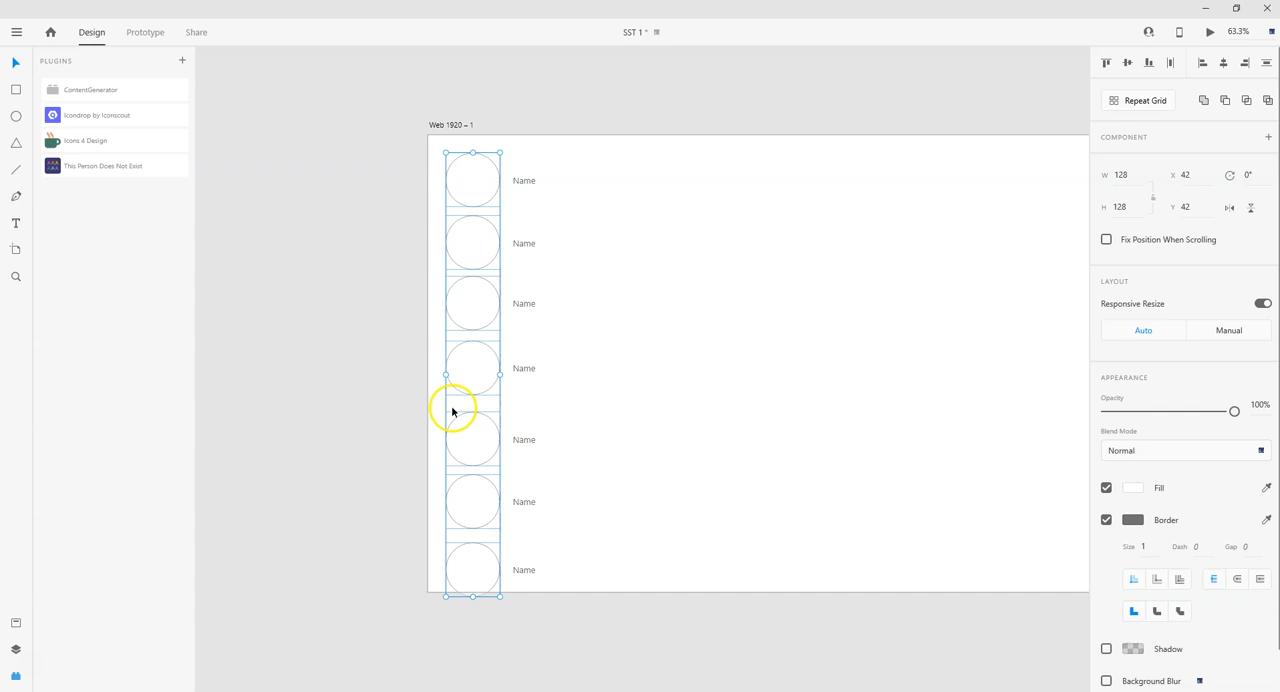 Design
Prototype
Share
SST 1 *
63.3%
PLUGINS
ContentGenerator
Icondrop by Iconscout
Icons 4 Design
This Person Does Not Exist
Web 1920 – 1
Name
Name
Name
Name
Name
Name
Name
Repeat Grid
COMPONENT
W 128
X 42
0°
H 128
Y 42
Fix Position When Scrolling
LAYOUT
Responsive Resize
Auto
Manual
APPEARANCE
Opacity
100%
Blend Mode
Normal
Fill
Border
Size 1
Dash 0
Gap 0
Shadow
Background Blur